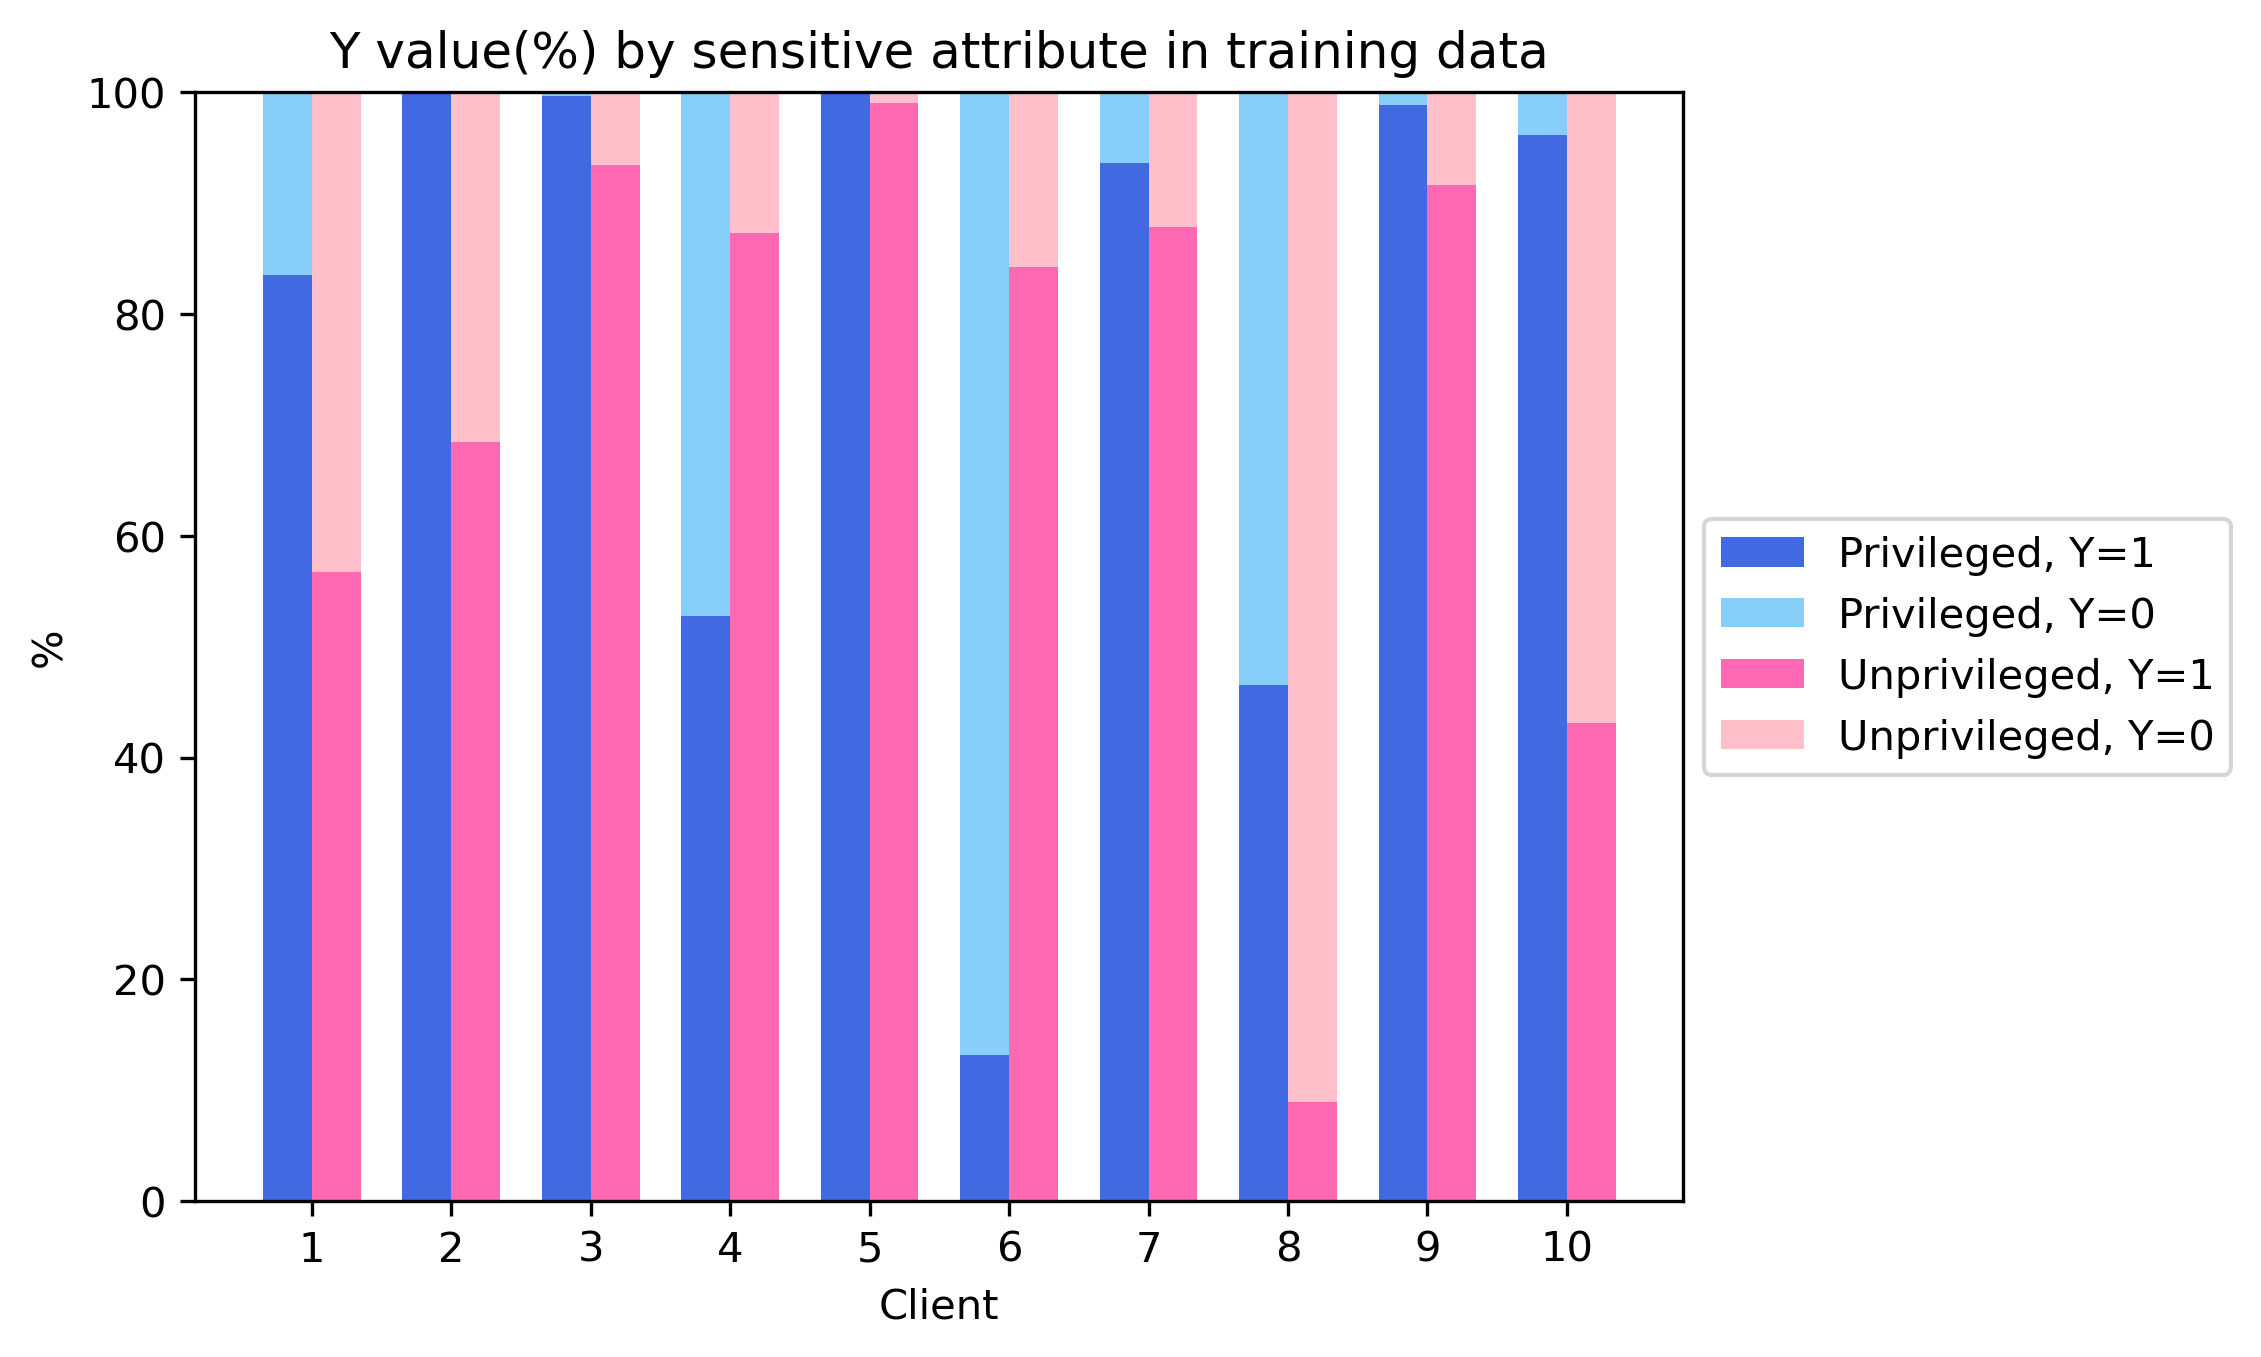 Y value(%) by sensitive attribute in training data
100
80
60
40
20
0
%
1 2 3 4 5 6 7 8 9 10
Client
Privileged, Y=1
Privileged, Y=0
Unprivileged, Y=1
Unprivileged, Y=0